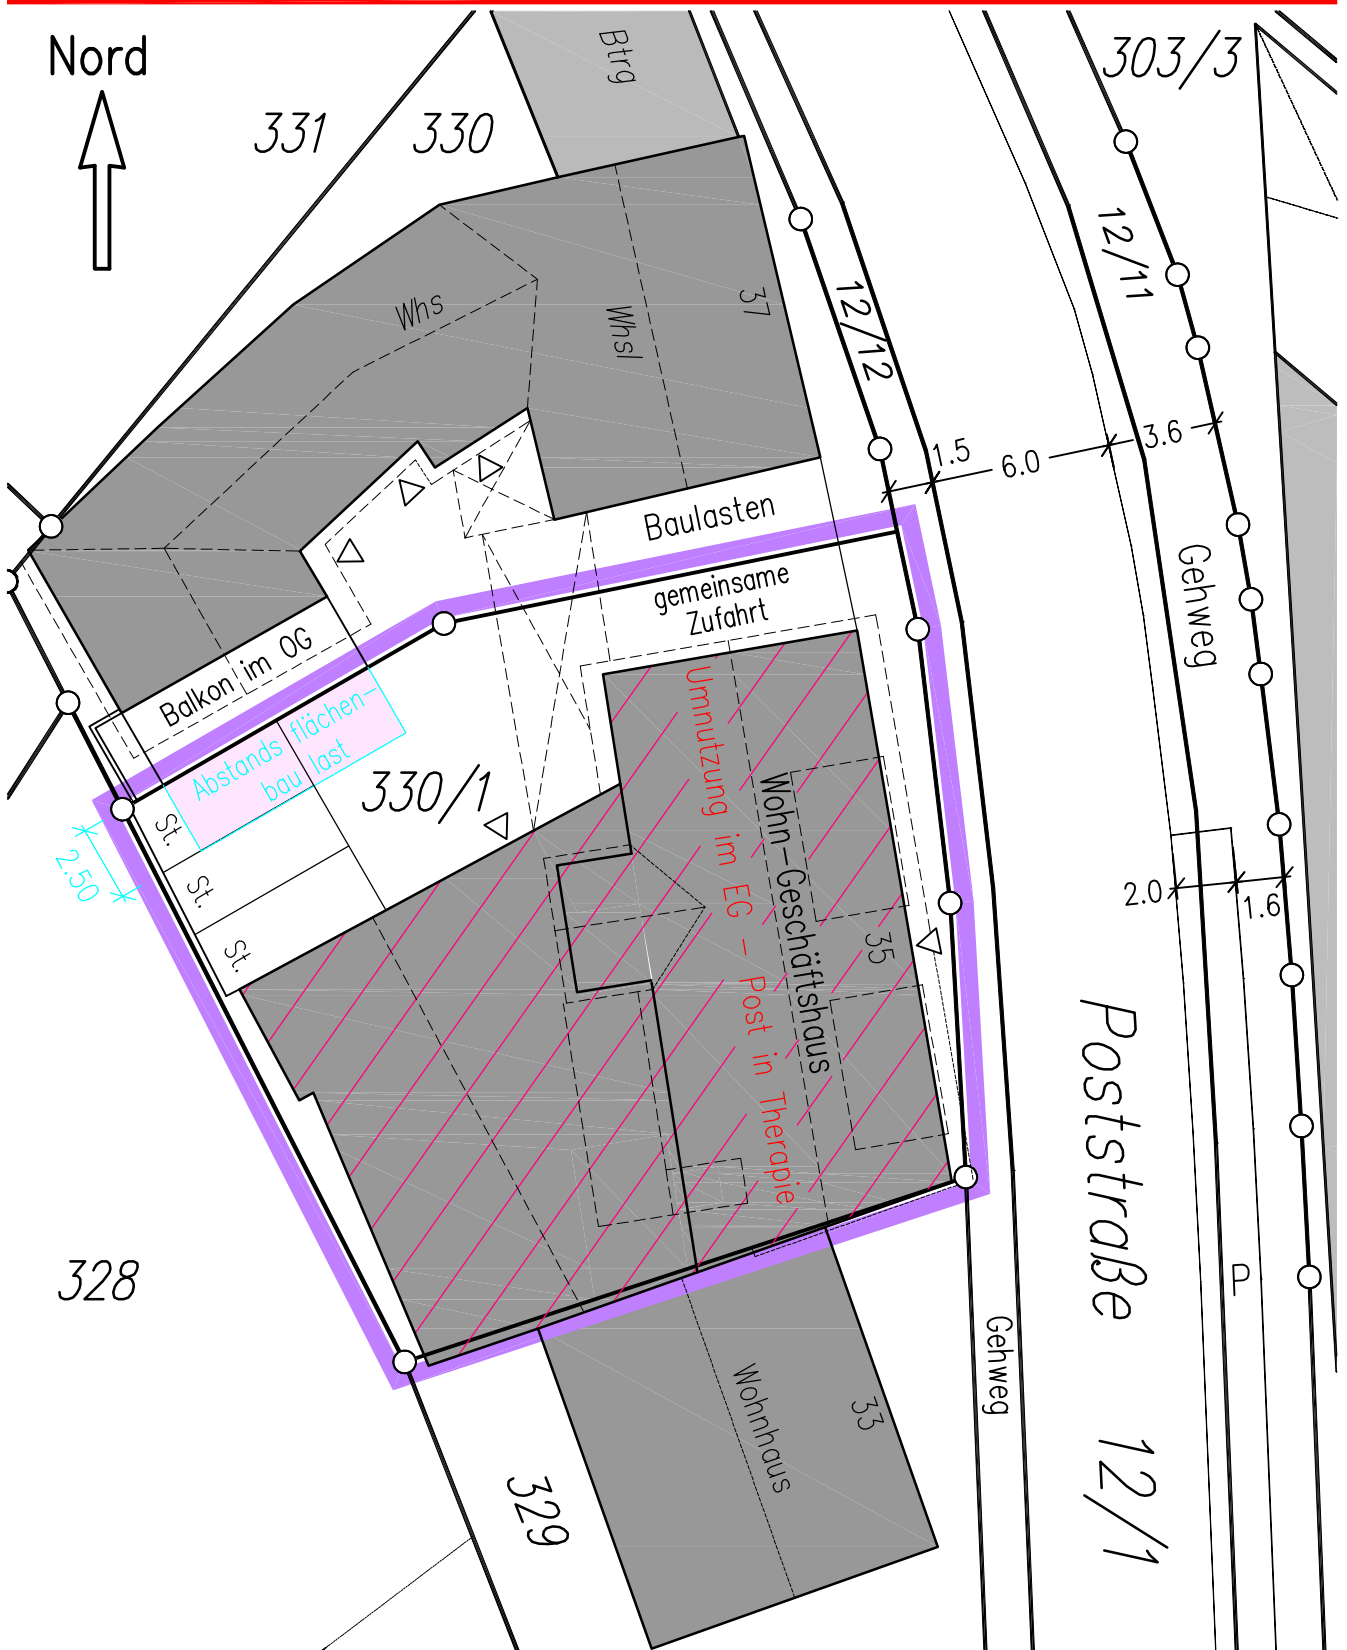 Nord
331
330
Btrg
303/3
Whs
Whsl
37
12/12
12/11
1.5
6.0
3.6
Baulasten
gemeinsame
Zufahrt
Gehweg
Balkon im OG
Abstands flächen-
bau last
330/1
St.
St.
St.
2.50
Umnutzung im EG - Post in Therapie
Wohn-Geschäftshaus
35
2.0
1.6
Poststraße 12/1
P
328
Gehweg
Wohnhaus
33
329